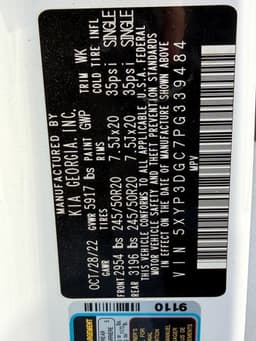 MANUFACTURED BY
KIA GEORGIA, INC.
OCT/28/22 GVWR 5917 lbs PAINT GWP TRIM WK
TIRES RIMS COLD TIRE INFL
FRONT 2954 lbs 245/50R20 7.5Jx20 35psi SINGLE
REAR 3196 lbs 245/50R20 7.5Jx20 35psi SINGLE
THIS VEHICLE CONFORMS TO ALL APPLICABLE U.S.A. FEDERAL
MOTOR VEHICLE SAFETY AND THEFT PREVENTION STANDARDS
IN EFFECT ON THE DATE OF MANUFACTURE SHOWN ABOVE
VIN 5XYP3DGC7PG339484
MPV
9110